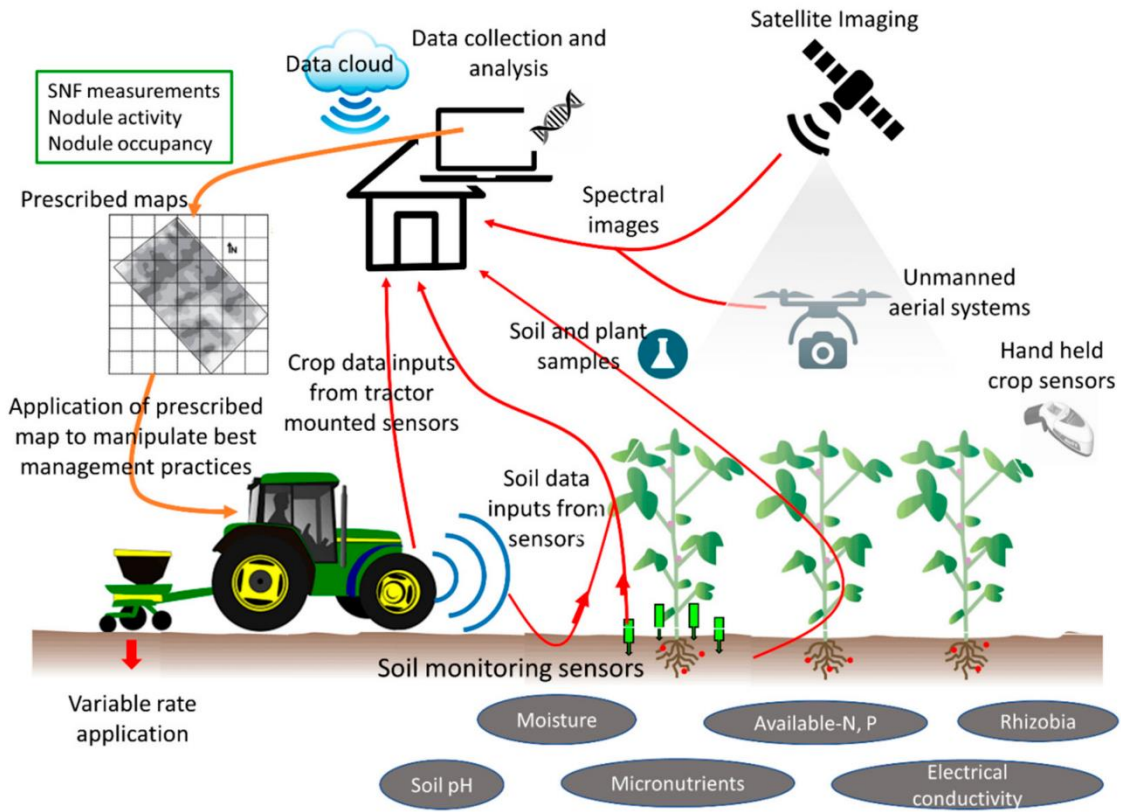 Satellite Imaging
Data collection and
analysis
Data cloud
SNF measurements
Nodule activity
Nodule occupancy
Prescribed maps
N
Spectral
images
Unmanned
aerial systems
Soil and plant
samples
Hand held
crop sensors
Crop data inputs
from tractor
mounted sensors
Application of prescribed
map to manipulate best
management practices
Soil data
inputs from
sensors
Soil monitoring sensors
Variable rate
application
Moisture
Available-N, P
Rhizobia
Soil pH
Micronutrients
Electrical
conductivity